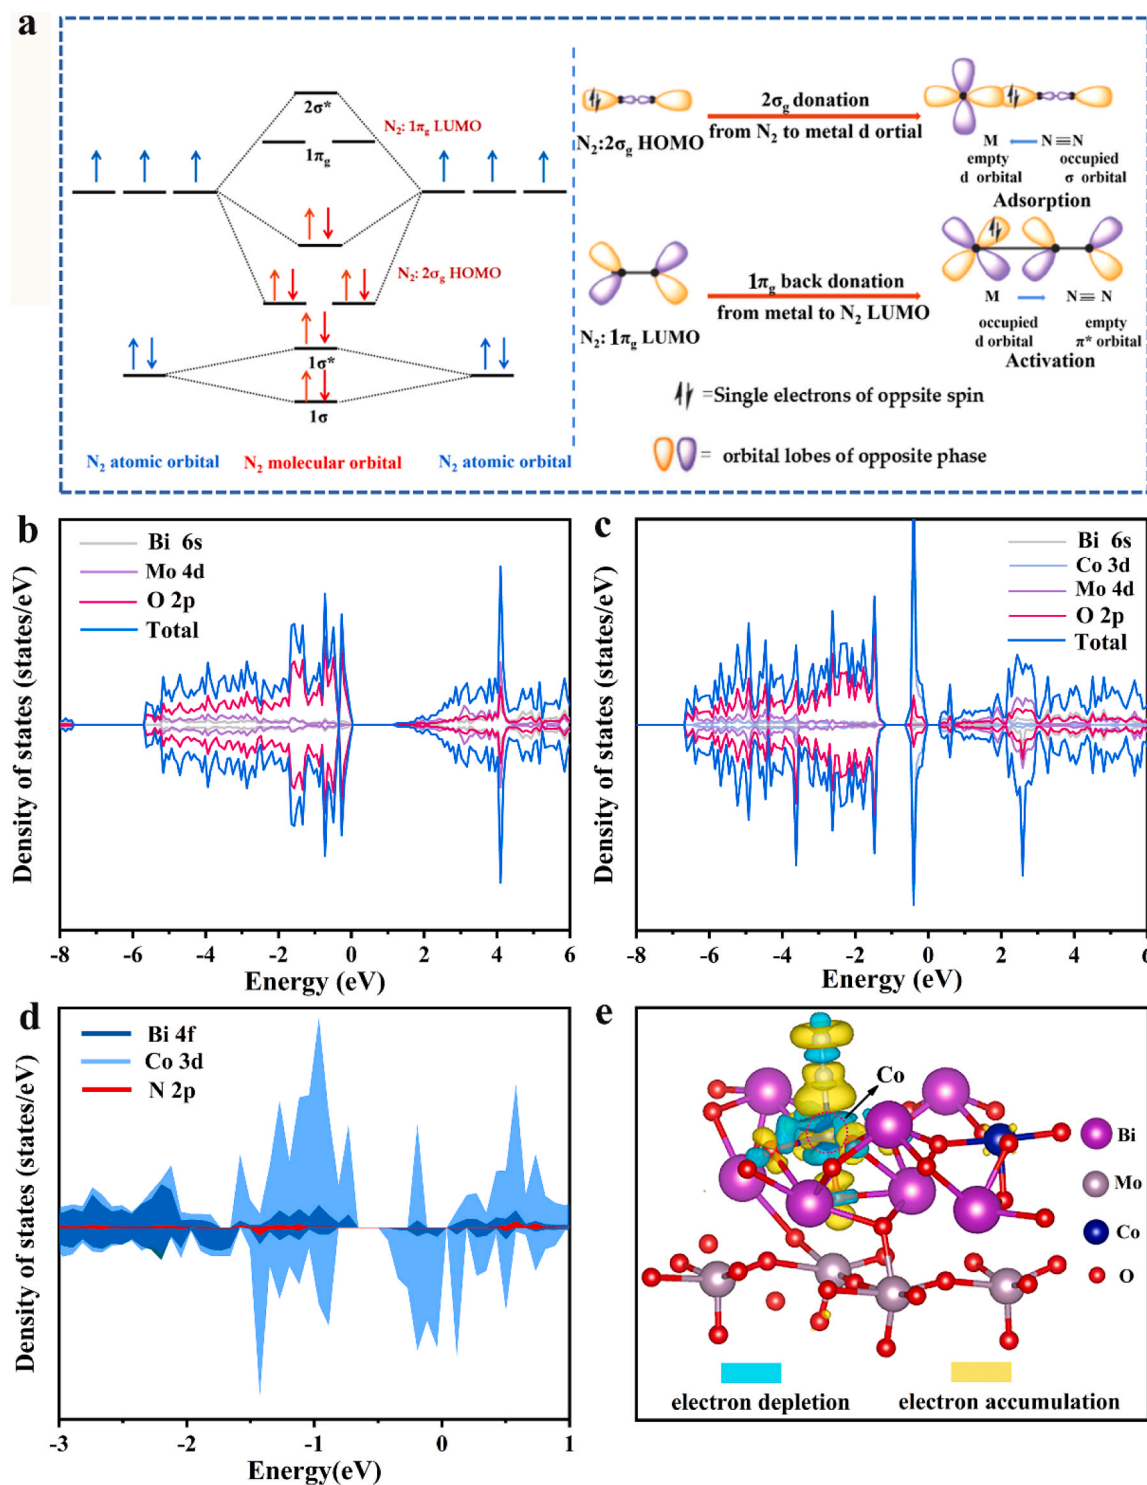 a
2σ*
N₂: 1πg LUMO
1πg
N₂: 2σg HOMO
1σ*
1σ
N₂ atomic orbital
N₂ molecular orbital
N₂ atomic orbital
N₂:2σg HOMO
2σg donation
from N₂ to metal d ortial
M
N≡N
empty
d orbital
occupied
σ orbital
Adsorption
N₂: 1πg LUMO
1πg back donation
from metal to N₂ LUMO
M
N≡N
occupied
d orbital
empty
π* orbital
Activation
=Single electrons of oppsite spin
= orbital lobes of opposite phase
b
Bi 6s
Mo 4d
O 2p
Total
Density of states (states/eV)
-8 -6 -4 -2 0 2 4 6
Energy (eV)
c
Bi 6s
Co 3d
Mo 4d
O 2p
Total
Density of states (states/eV)
-8 -6 -4 -2 0 2 4 6
Energy (eV)
d
Bi 4f
Co 3d
N 2p
Density of states (states/eV)
-3 -2 -1 0 1
Energy(eV)
e
Co
Bi
Mo
Co
O
electron depletion
electron accumulation